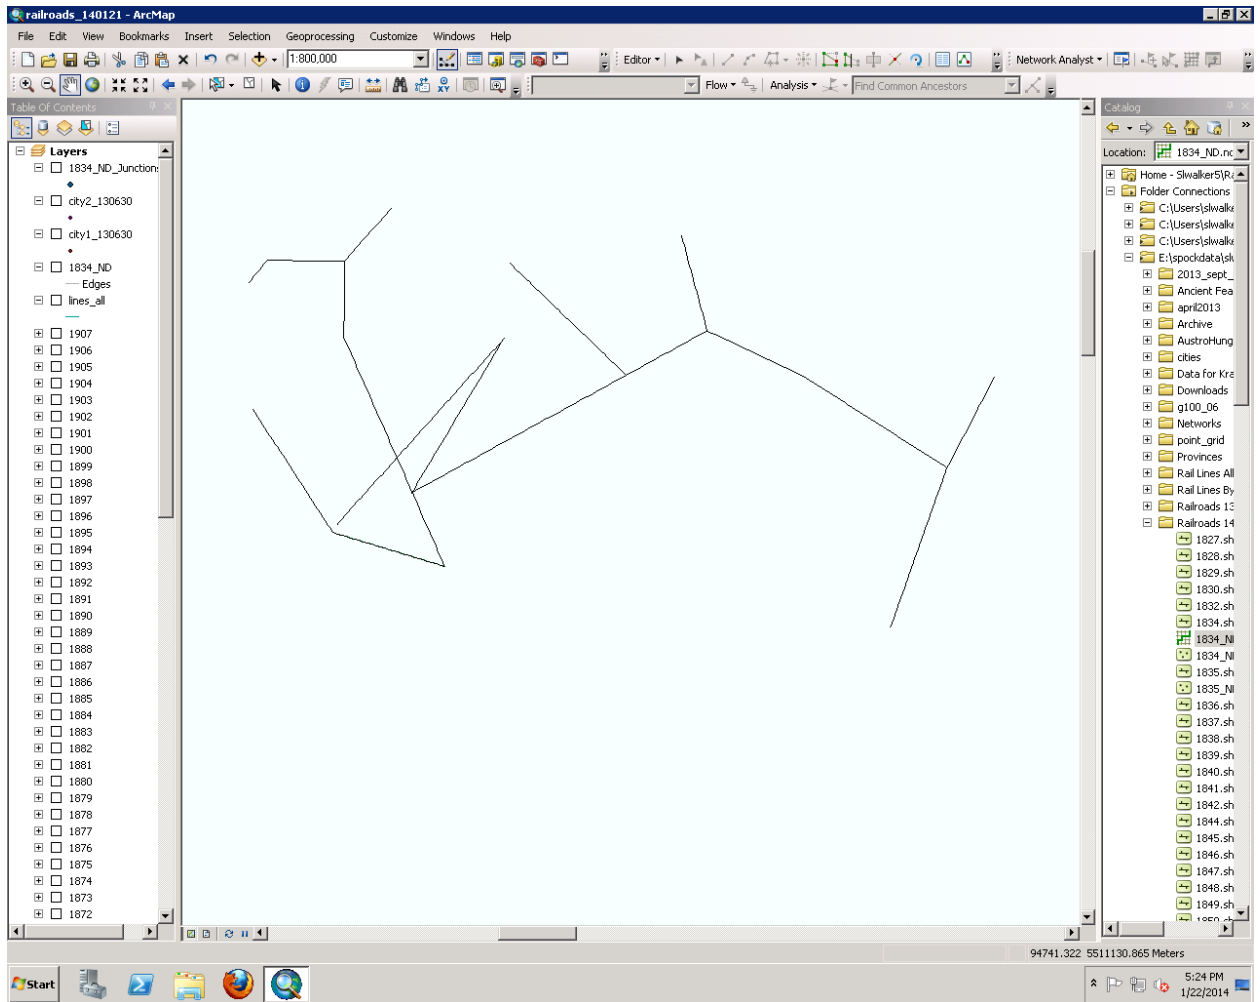 railroads_140121 - ArcMap
File Edit View Bookmarks Insert Selection Geoprocessing Customize Windows Help
1:800,000
Editor
Network Analyst
Flow Analysis Find Common Ancestors
Table Of Contents
Layers
1834_ND_Junction
city2_130630
city1_130630
1834_ND
Edges
lines_all
1907
1906
1905
1904
1903
1902
1901
1900
1899
1898
1897
1896
1895
1894
1893
1892
1891
1890
1889
1888
1887
1886
1885
1884
1883
1882
1881
1880
1879
1878
1877
1876
1875
1874
1873
1872
Catalog
Location: 1834_ND.n
Home - Slwalker5\R
Folder Connections
C:\Users\slwalk
C:\Users\slwalk
C:\Users\slwalk
E:\spockdata\sl
2013_sept_
Ancient Fea
april2013
Archive
AustroHung
cities
Data for Kra
Downloads
g100_06
Networks
point_grid
Provinces
Rail Lines All
Rail Lines By
Railroads 13
Railroads 14
1827.sh
1828.sh
1829.sh
1830.sh
1832.sh
1834.sh
1834_N
1834_N
1835.sh
1835_N
1836.sh
1837.sh
1838.sh
1839.sh
1840.sh
1841.sh
1842.sh
1844.sh
1845.sh
1846.sh
1847.sh
1848.sh
1849.sh
94741.322 5511130.865 Meters
Start
5:24 PM
1/22/2014